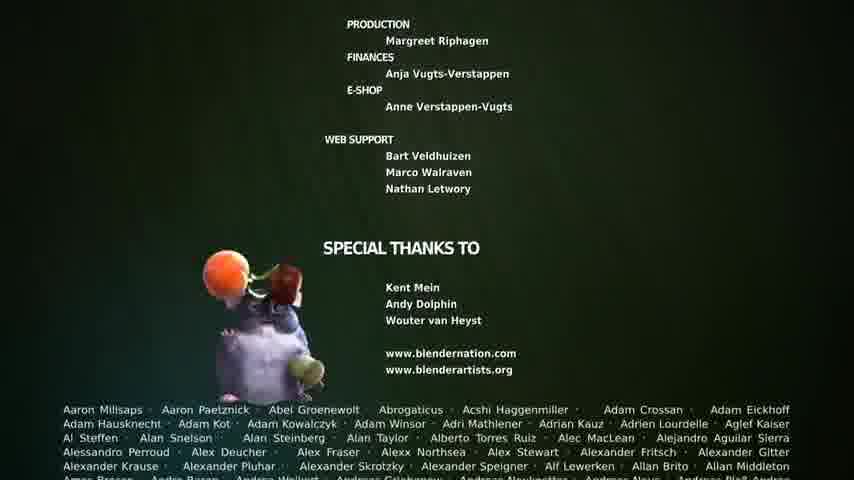 PRODUCTION
Margreet Riphagen
FINANCES
Anja Vugts-Verstappen
E-SHOP
Anne Verstappen-Vugts
WEB SUPPORT
Bart Veldhuizen
Marco Walraven
Nathan Letwory
SPECIAL THANKS TO
Kent Mein
Andy Dolphin
Wouter van Heyst
www.blendernation.com
www.blenderartists.org
Aaron Millsaps · Aaron Paetznick · Abel Groenewolt · Abrogaticus · Acshi Haggenmiller · Adam Crossan · Adam Eickhoff
Adam Hausknecht · Adam Kot · Adam Kowalczyk · Adam Winsor · Adri Mathlener · Adrian Kauz · Adrien Lourdelle · Aglef Kaiser
Al Steffen · Alan Snelson · Alan Steinberg · Alan Taylor · Alberto Torres Ruiz · Alec MacLean · Alejandro Aguilar Sierra
Alessandro Perroud · Alex Deucher · Alex Fraser · Alexx Northsea · Alex Stewart · Alexander Fritsch · Alexander Gitter
Alexander Krause · Alexander Pluhar · Alexander Skrotzky · Alexander Speigner · Alf Lewerken · Allan Brito · Allan Middleton